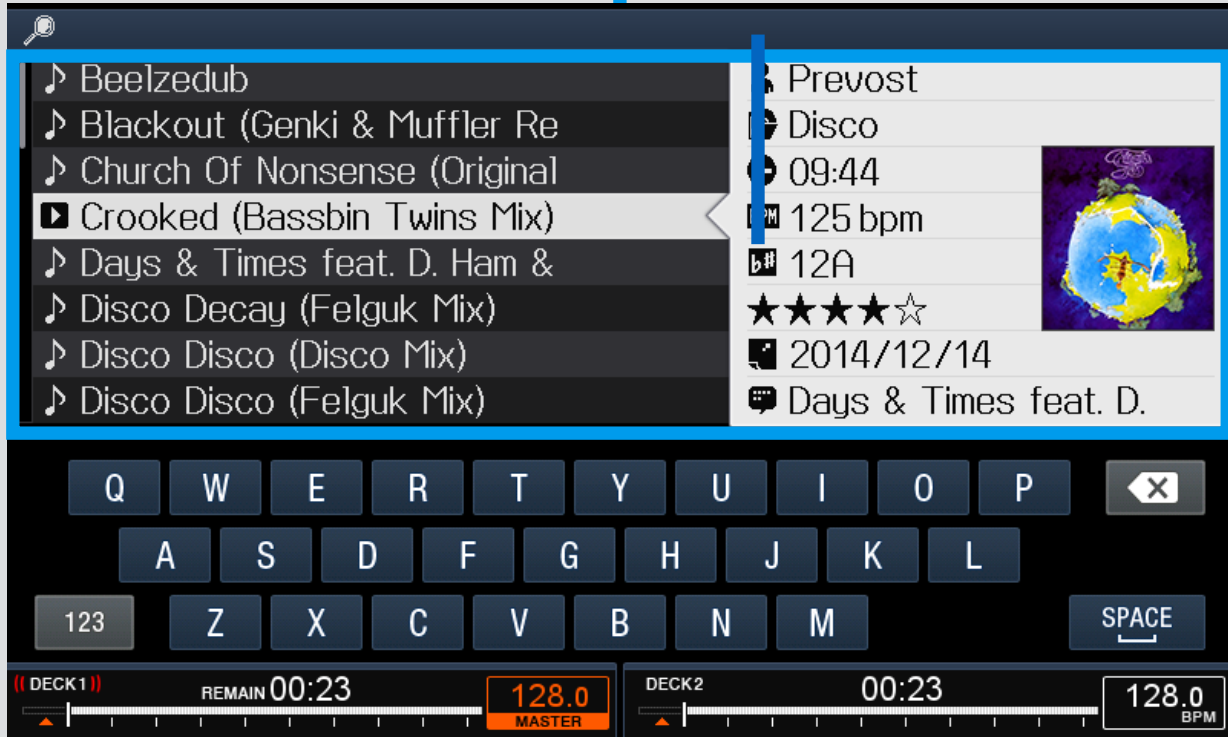 Beelzedub
Blackout (Genki & Muffler Re
Church Of Nonsense (Original
Crooked (Bassbin Twins Mix)
Days & Times feat. D. Ham &
Disco Decay (Felguk Mix)
Disco Disco (Disco Mix)
Disco Disco (Felguk Mix)
Prevost
Disco
09:44
125 bpm
12A
★★★★☆
2014/12/14
Days & Times feat. D.
Q W E R T Y U I O P
A S D F G H J K L
123 Z X C V B N M SPACE
DECK1 REMAIN 00:23 128.0
MASTER
DECK2 00:23 128.0
BPM